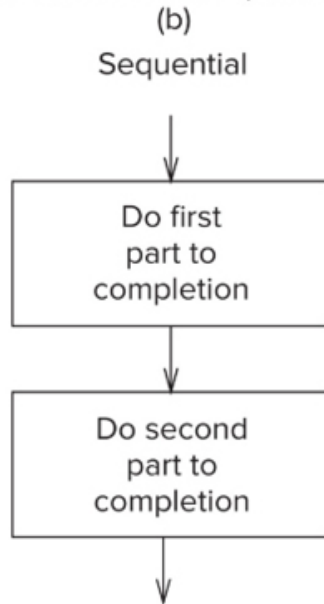 (b)
Sequential
Do first
part to
completion
Do second
part to
completion